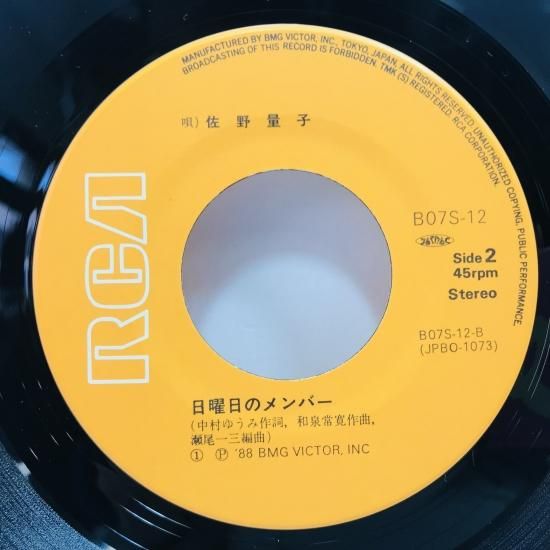 MANUFACTURED BY BMG VICTOR, INC., TOKYO, JAPAN. ALL RIGHTS RESERVED. UNAUTHORIZED COPYING, PUBLIC PERFORMANCE,
BROADCASTING OF THIS RECORD IS FORBIDDEN. TMK(S) REGISTERED. RCA CORPORATION.
唄) 佐野量子
RCA
B07S-12
Side 2
45rpm
Stereo
B07S-12-B
(JPBO-1073)
日曜日のメンバー
(中村ゆうみ作詞, 和泉常寛作曲,
瀬尾一三編曲)
① Ⓟ '88 BMG VICTOR, INC